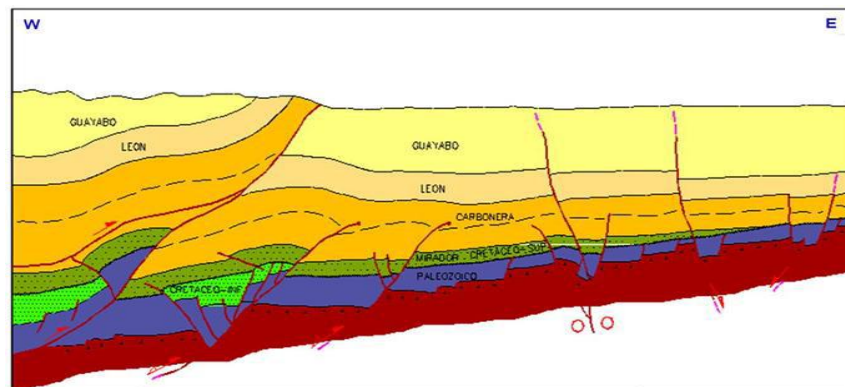 W
E
GUAYABO
LEON
GUAYABO
LEON
CARBONERA
MIRADOR - CRETACEO-SUP
PALEOZOICO
CRETACEO-INF